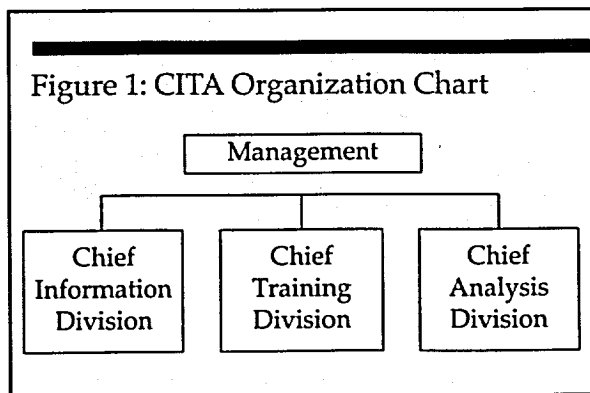 Figure 1: CITA Organization Chart
Management
Chief
Information
Division
Chief
Training
Division
Chief
Analysis
Division